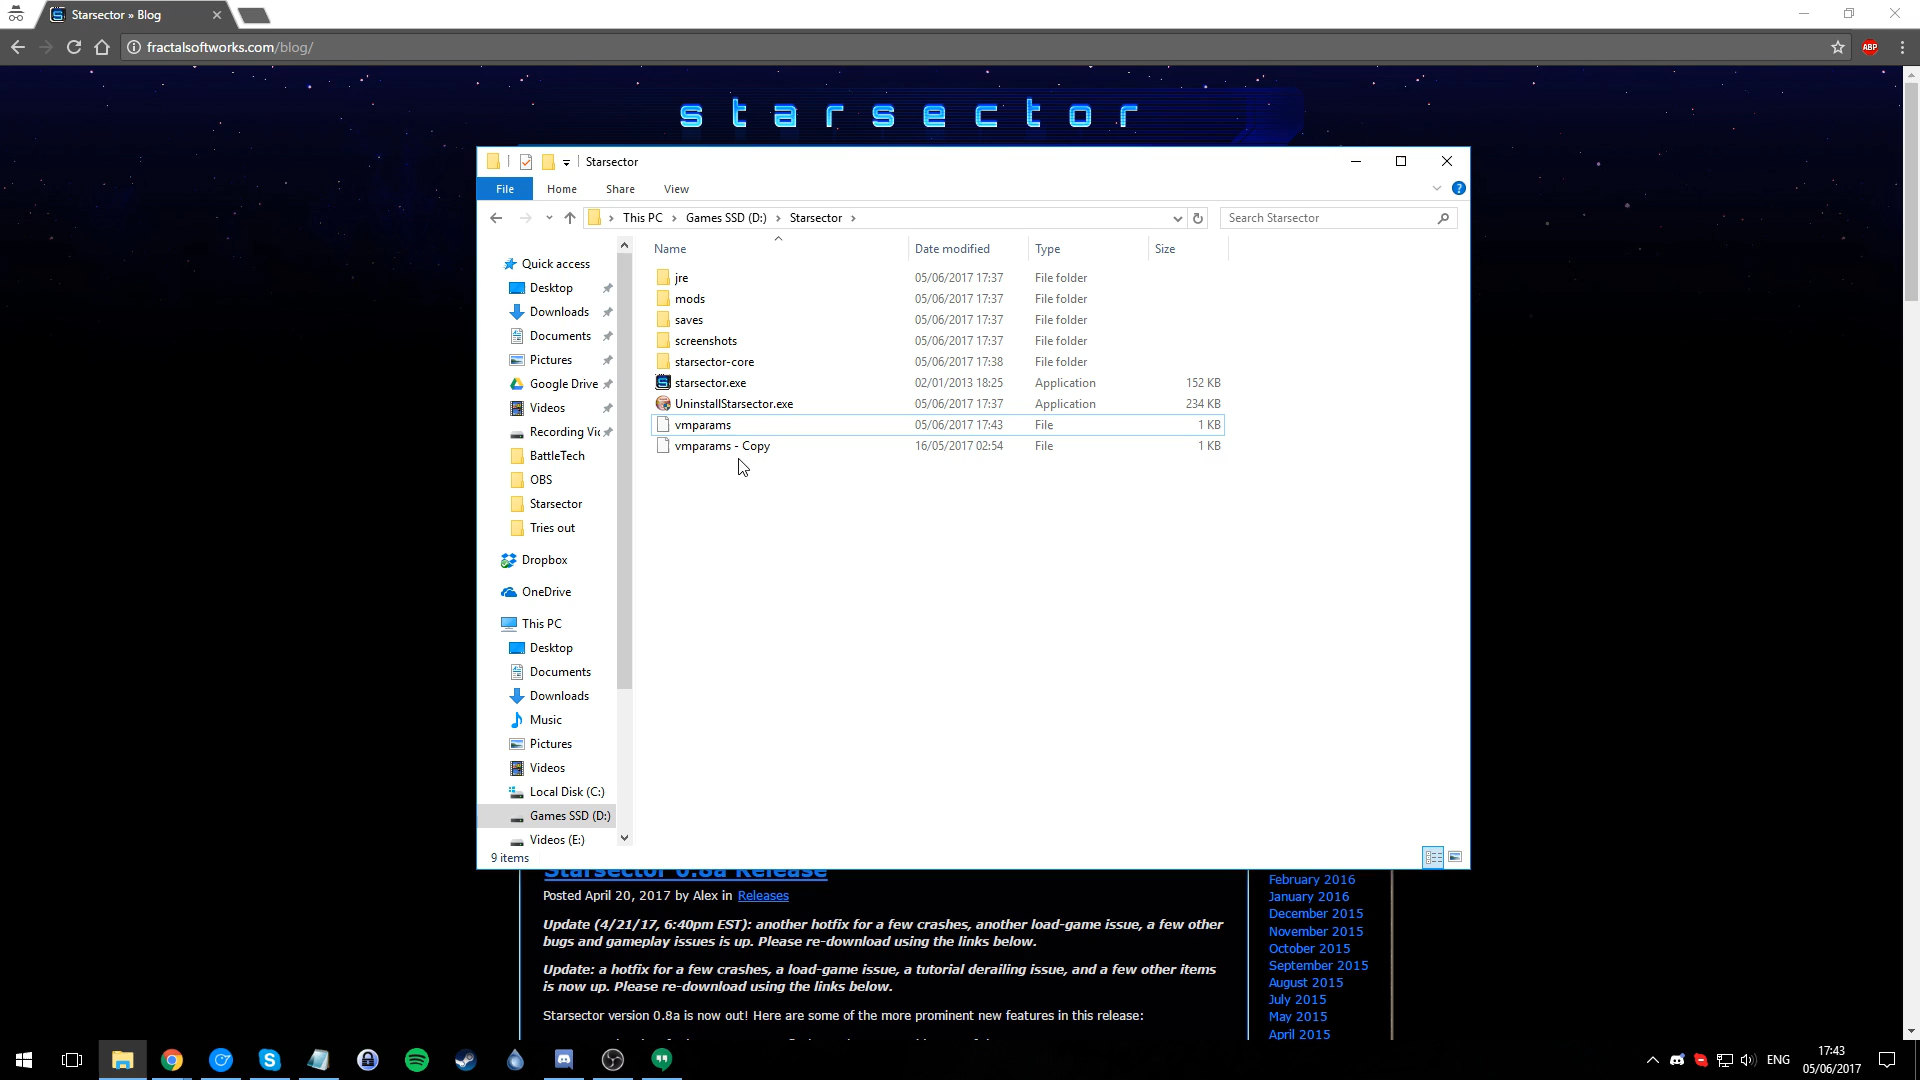 Starsector » Blog
fractalsoftworks.com/blog/
ABP
starsector
Starsector
File Home Share View
This PC Games SSD (D:) Starsector
Search Starsector
Name Date modified Type Size
Quick access
Desktop
Downloads
Documents
Pictures
Google Drive
Videos
Recording Vic
BattleTech
OBS
Starsector
Tries out
Dropbox
OneDrive
This PC
Desktop
Documents
Downloads
Music
Pictures
Videos
Local Disk (C:)
Games SSD (D:)
Videos (E:)
jre 05/06/2017 17:37 File folder
mods 05/06/2017 17:37 File folder
saves 05/06/2017 17:37 File folder
screenshots 05/06/2017 17:37 File folder
starsector-core 05/06/2017 17:38 File folder
starsector.exe 02/01/2013 18:25 Application 152 KB
UninstallStarsector.exe 05/06/2017 17:37 Application 234 KB
vmparams 05/06/2017 17:43 File 1 KB
vmparams - Copy 16/05/2017 02:54 File 1 KB
9 items
Starsector 0.8a Release
Posted April 20, 2017 by Alex in Releases
Update (4/21/17, 6:40pm EST): another hotfix for a few crashes, another load-game issue, a few other
bugs and gameplay issues is up. Please re-download using the links below.
Update: a hotfix for a few crashes, a load-game issue, a tutorial derailing issue, and a few other items
is now up. Please re-download using the links below.
Starsector version 0.8a is now out! Here are some of the more prominent new features in this release:
February 2016
January 2016
December 2015
November 2015
October 2015
September 2015
August 2015
July 2015
May 2015
April 2015
ENG
17:43
05/06/2017